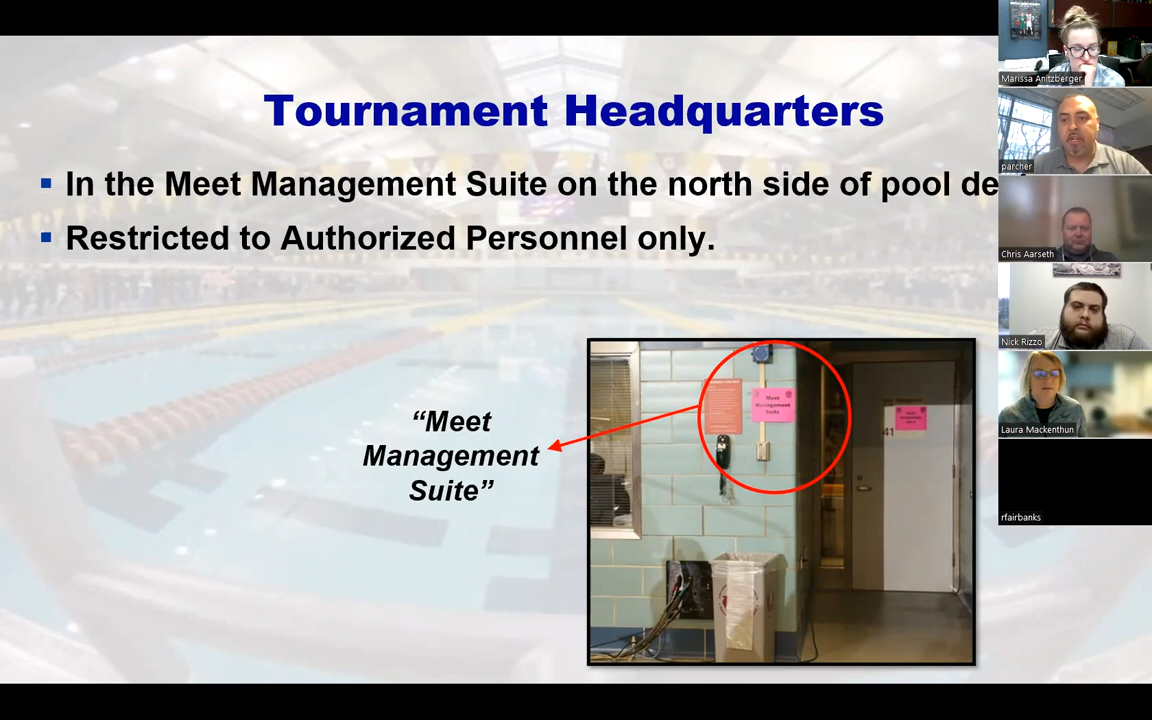 Tournament Headquarters
In the Meet Management Suite on the north side of pool de
Restricted to Authorized Personnel only.
“Meet
Management
Suite”
Meet
Management
Suite
41
Marissa Anitzberger
parcher
Chris Aarseth
Nick Rizzo
Laura Mackenthun
rfairbanks